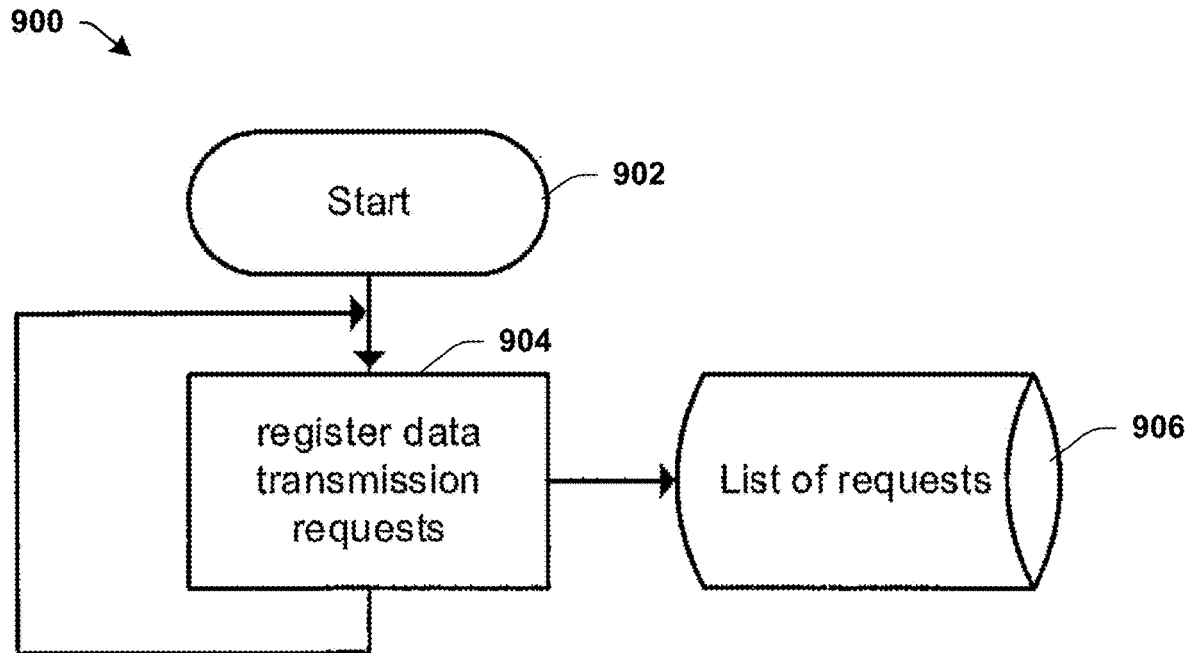 900
Start
902
904
register data
transmission
requests
List of requests
906